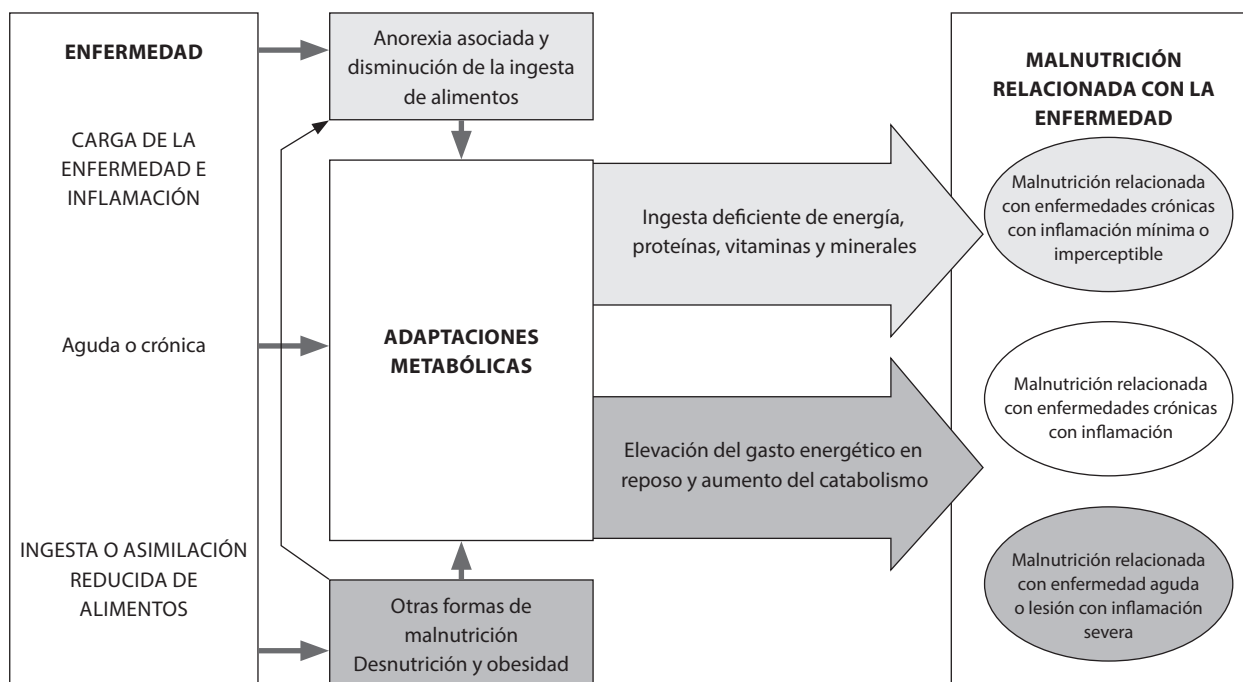 ENFERMEDAD
CARGA DE LA
ENFERMEDAD E
INFLAMACIÓN
Aguda o crónica
INGESTA O ASIMILACIÓN
REDUCIDA DE
ALIMENTOS
Anorexia asociada y
disminución de la ingesta
de alimentos
ADAPTACIONES
METABÓLICAS
Otras formas de
malnutrición
Desnutrición y obesidad
Ingesta deficiente de energía,
proteínas, vitaminas y minerales
Elevación del gasto energético en
reposo y aumento del catabolismo
MALNUTRICIÓN
RELACIONADA CON LA
ENFERMEDAD
Malnutrición relacionada
con enfermedades crónicas
con inflamación mínima o
imperceptible
Malnutrición relacionada
con enfermedades crónicas
con inflamación
Malnutrición relacionada
con enfermedad aguda
o lesión con inflamación
severa